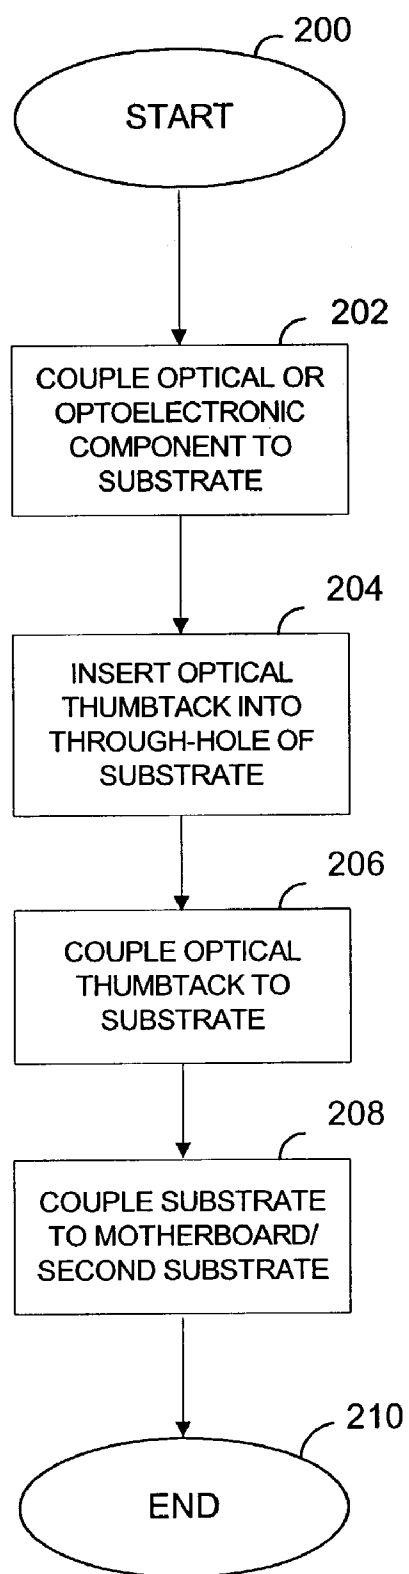 200
START
202
COUPLE OPTICAL OR
OPTOELECTRONIC
COMPONENT TO
SUBSTRATE
204
INSERT OPTICAL
THUMBTACK INTO
THROUGH-HOLE OF
SUBSTRATE
206
COUPLE OPTICAL
THUMBTACK TO
SUBSTRATE
208
COUPLE SUBSTRATE
TO MOTHERBOARD/
SECOND SUBSTRATE
210
END